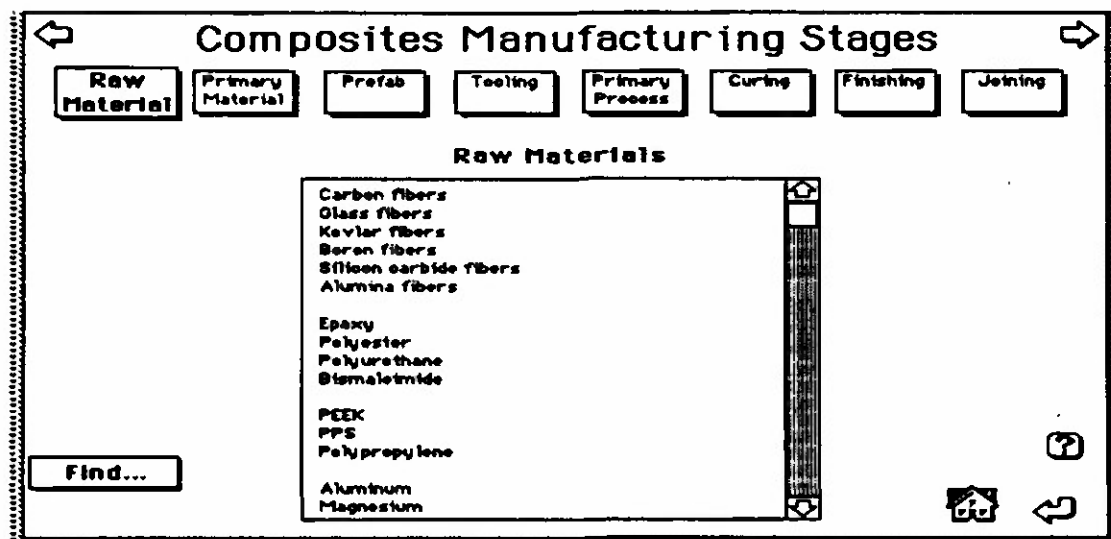 Composites Manufacturing Stages
Raw Material
Primary Material
Prefab
Tooling
Primary Process
Curing
Finishing
Joining
Raw Materials
Carbon fibers
Glass fibers
Kevlar fibers
Boron fibers
Silicon carbide fibers
Alumina fibers
Epoxy
Polyester
Polyurethane
Bismaleimide
PEEK
PPS
Polypropylene
Aluminum
Magnesium
Find...
?